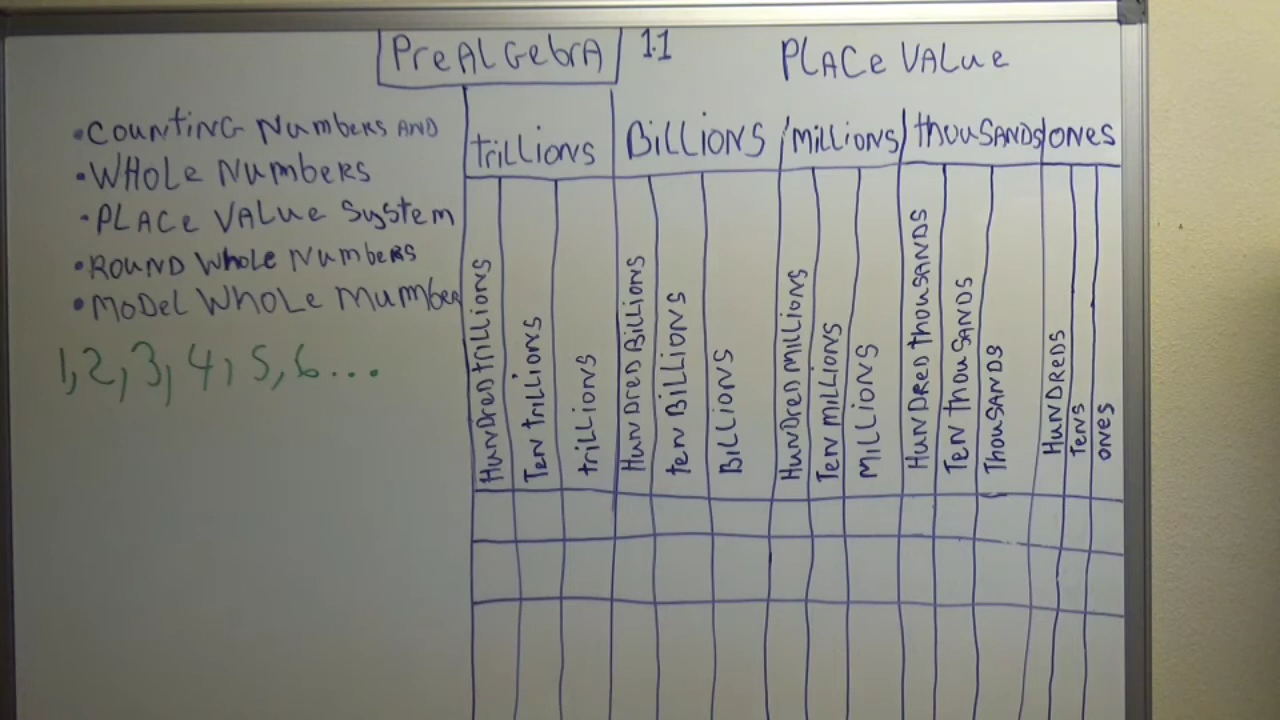 PreALGebrA 1.1 PLACe VALue
• COUNTiNG NumbeRS AND
• WHOLe NumBERS
• PLACe VALue SyStem
• ROUND Whole NumbeRS
• MoDeL WHOLe mumbeR
1, 2, 3, 4, 5, 6 ...
trillions BiLLiONS millioNS thouSANDS ONES
HunDReD trillions
Ten TrilliONS
trilliONS
HunDReD BilliONS
ten BillioNS
BiLLiONS
HunDReD millioNS
Ten milliONS
MilliONS
HunDReD thouSANDS
TeN thouSANDS
ThouSANDS
HunDReDS
TeNS
ONeS